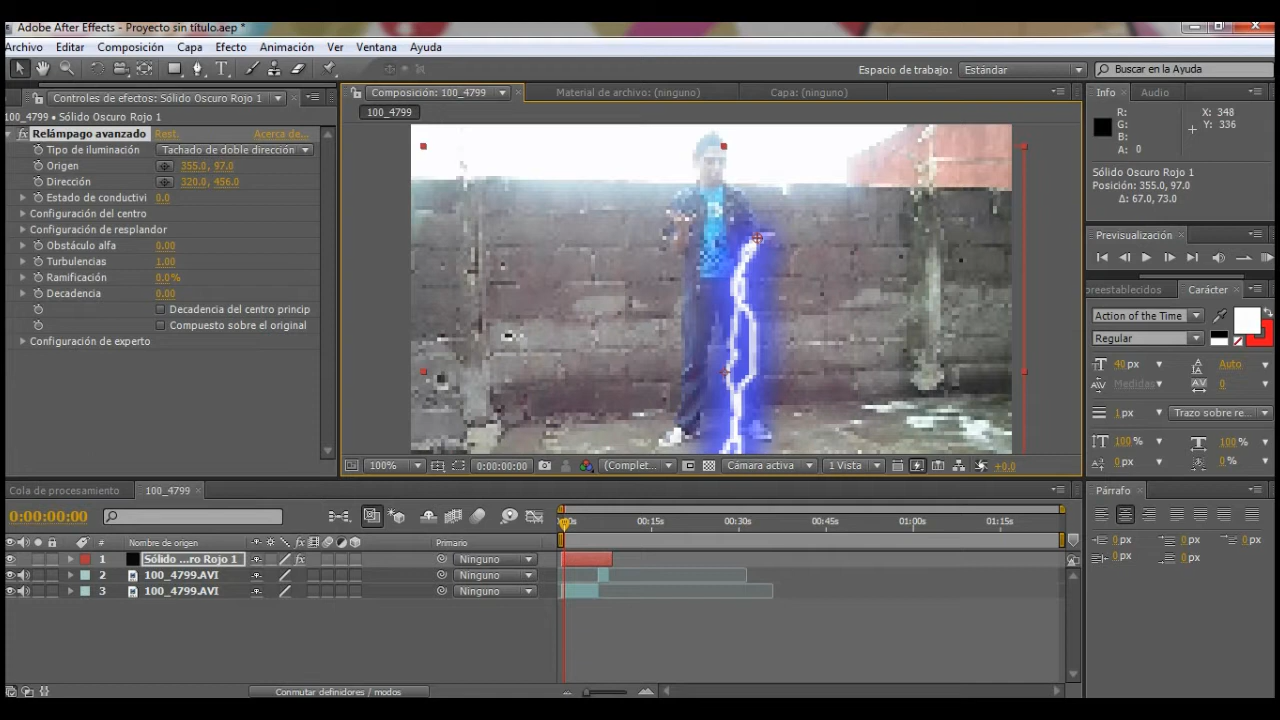 Adobe After Effects - Proyecto sin título.aep *
Archivo Editar Composición Capa Efecto Animación Ver Ventana Ayuda
Espacio de trabajo: Estándar Buscar en la Ayuda
Controles de efectos: Sólido Oscuro Rojo 1
100_4799 • Sólido Oscuro Rojo 1
fx Relámpago avanzado Rest. Acerca de...
Tipo de iluminación Tachado de doble dirección
Origen 355.0, 97.0
Dirección 320.0, 456.0
Estado de conductivi 0.0
Configuración del centro
Configuración de resplandor
Obstáculo alfa 0.00
Turbulencias 1.00
Ramificación 0.0%
Decadencia 0.00
Decadencia del centro princip
Compuesto sobre el original
Configuración de experto
Composición: 100_4799 Material de archivo: (ninguno) Capa: (ninguno)
100_4799
100% 0:00:00:00 (Complet... Cámara activa 1 Vista +0.0
Info Audio
R: X: 348
G: Y: 336
B:
A: 0
Sólido Oscuro Rojo 1
Posición: 355.0, 97.0
Δ: 67.0, 73.0
Previsualización
preestablecidos Carácter
Action of the Time
Regular
40 px Auto
Medidas 0
1 px Trazo sobre re...
100 % 100 %
0 px 0 %
Párrafo
0 px 0 px 0 px
0 px 0 px
Cola de procesamiento 100_4799
0:00:00:00
:00s 00:15s 00:30s 00:45s 01:00s 01:15s
# Nombre de origen fx Primario
1 Sólido ...ro Rojo 1 fx Ninguno
2 100_4799.AVI Ninguno
3 100_4799.AVI Ninguno
Conmutar definidores / modos